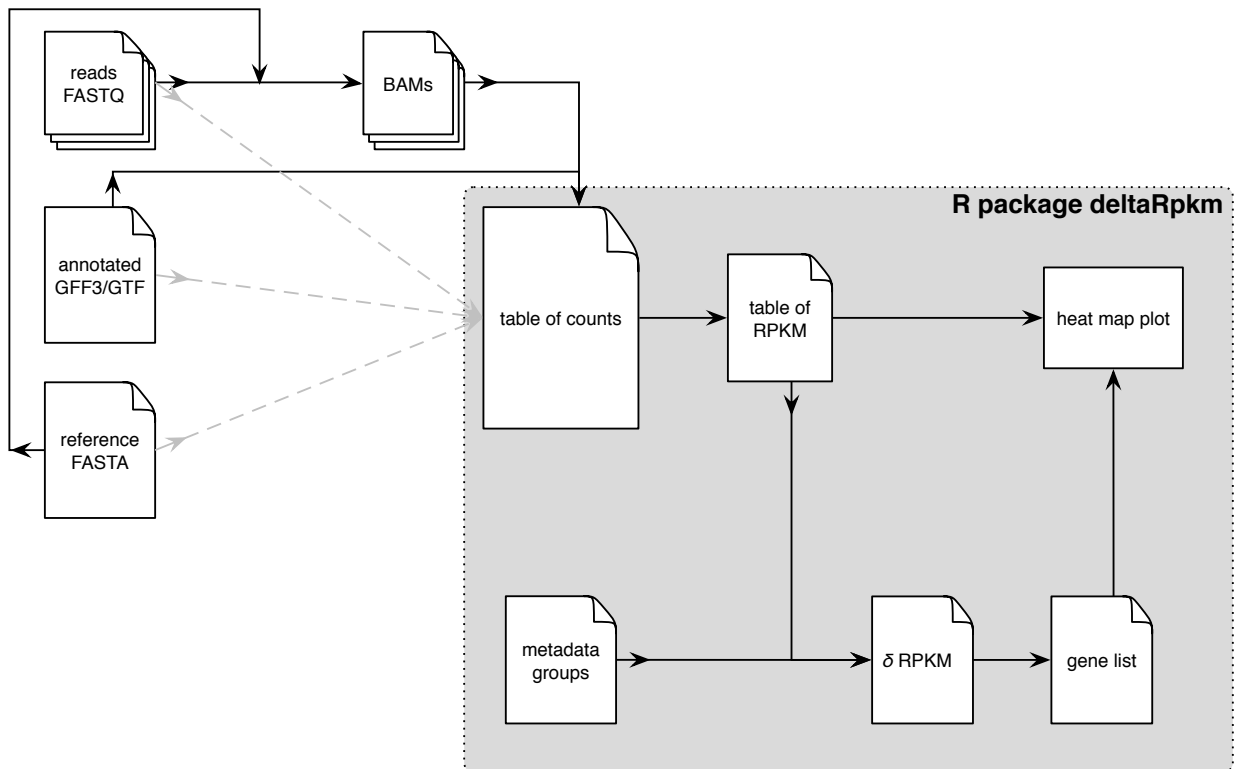 reads
FASTQ
BAMs
R package deltaRpkm
annotated
GFF3/GTF
table of counts
table of
RPKM
heat map plot
reference
FASTA
metadata
groups
δ RPKM
gene list